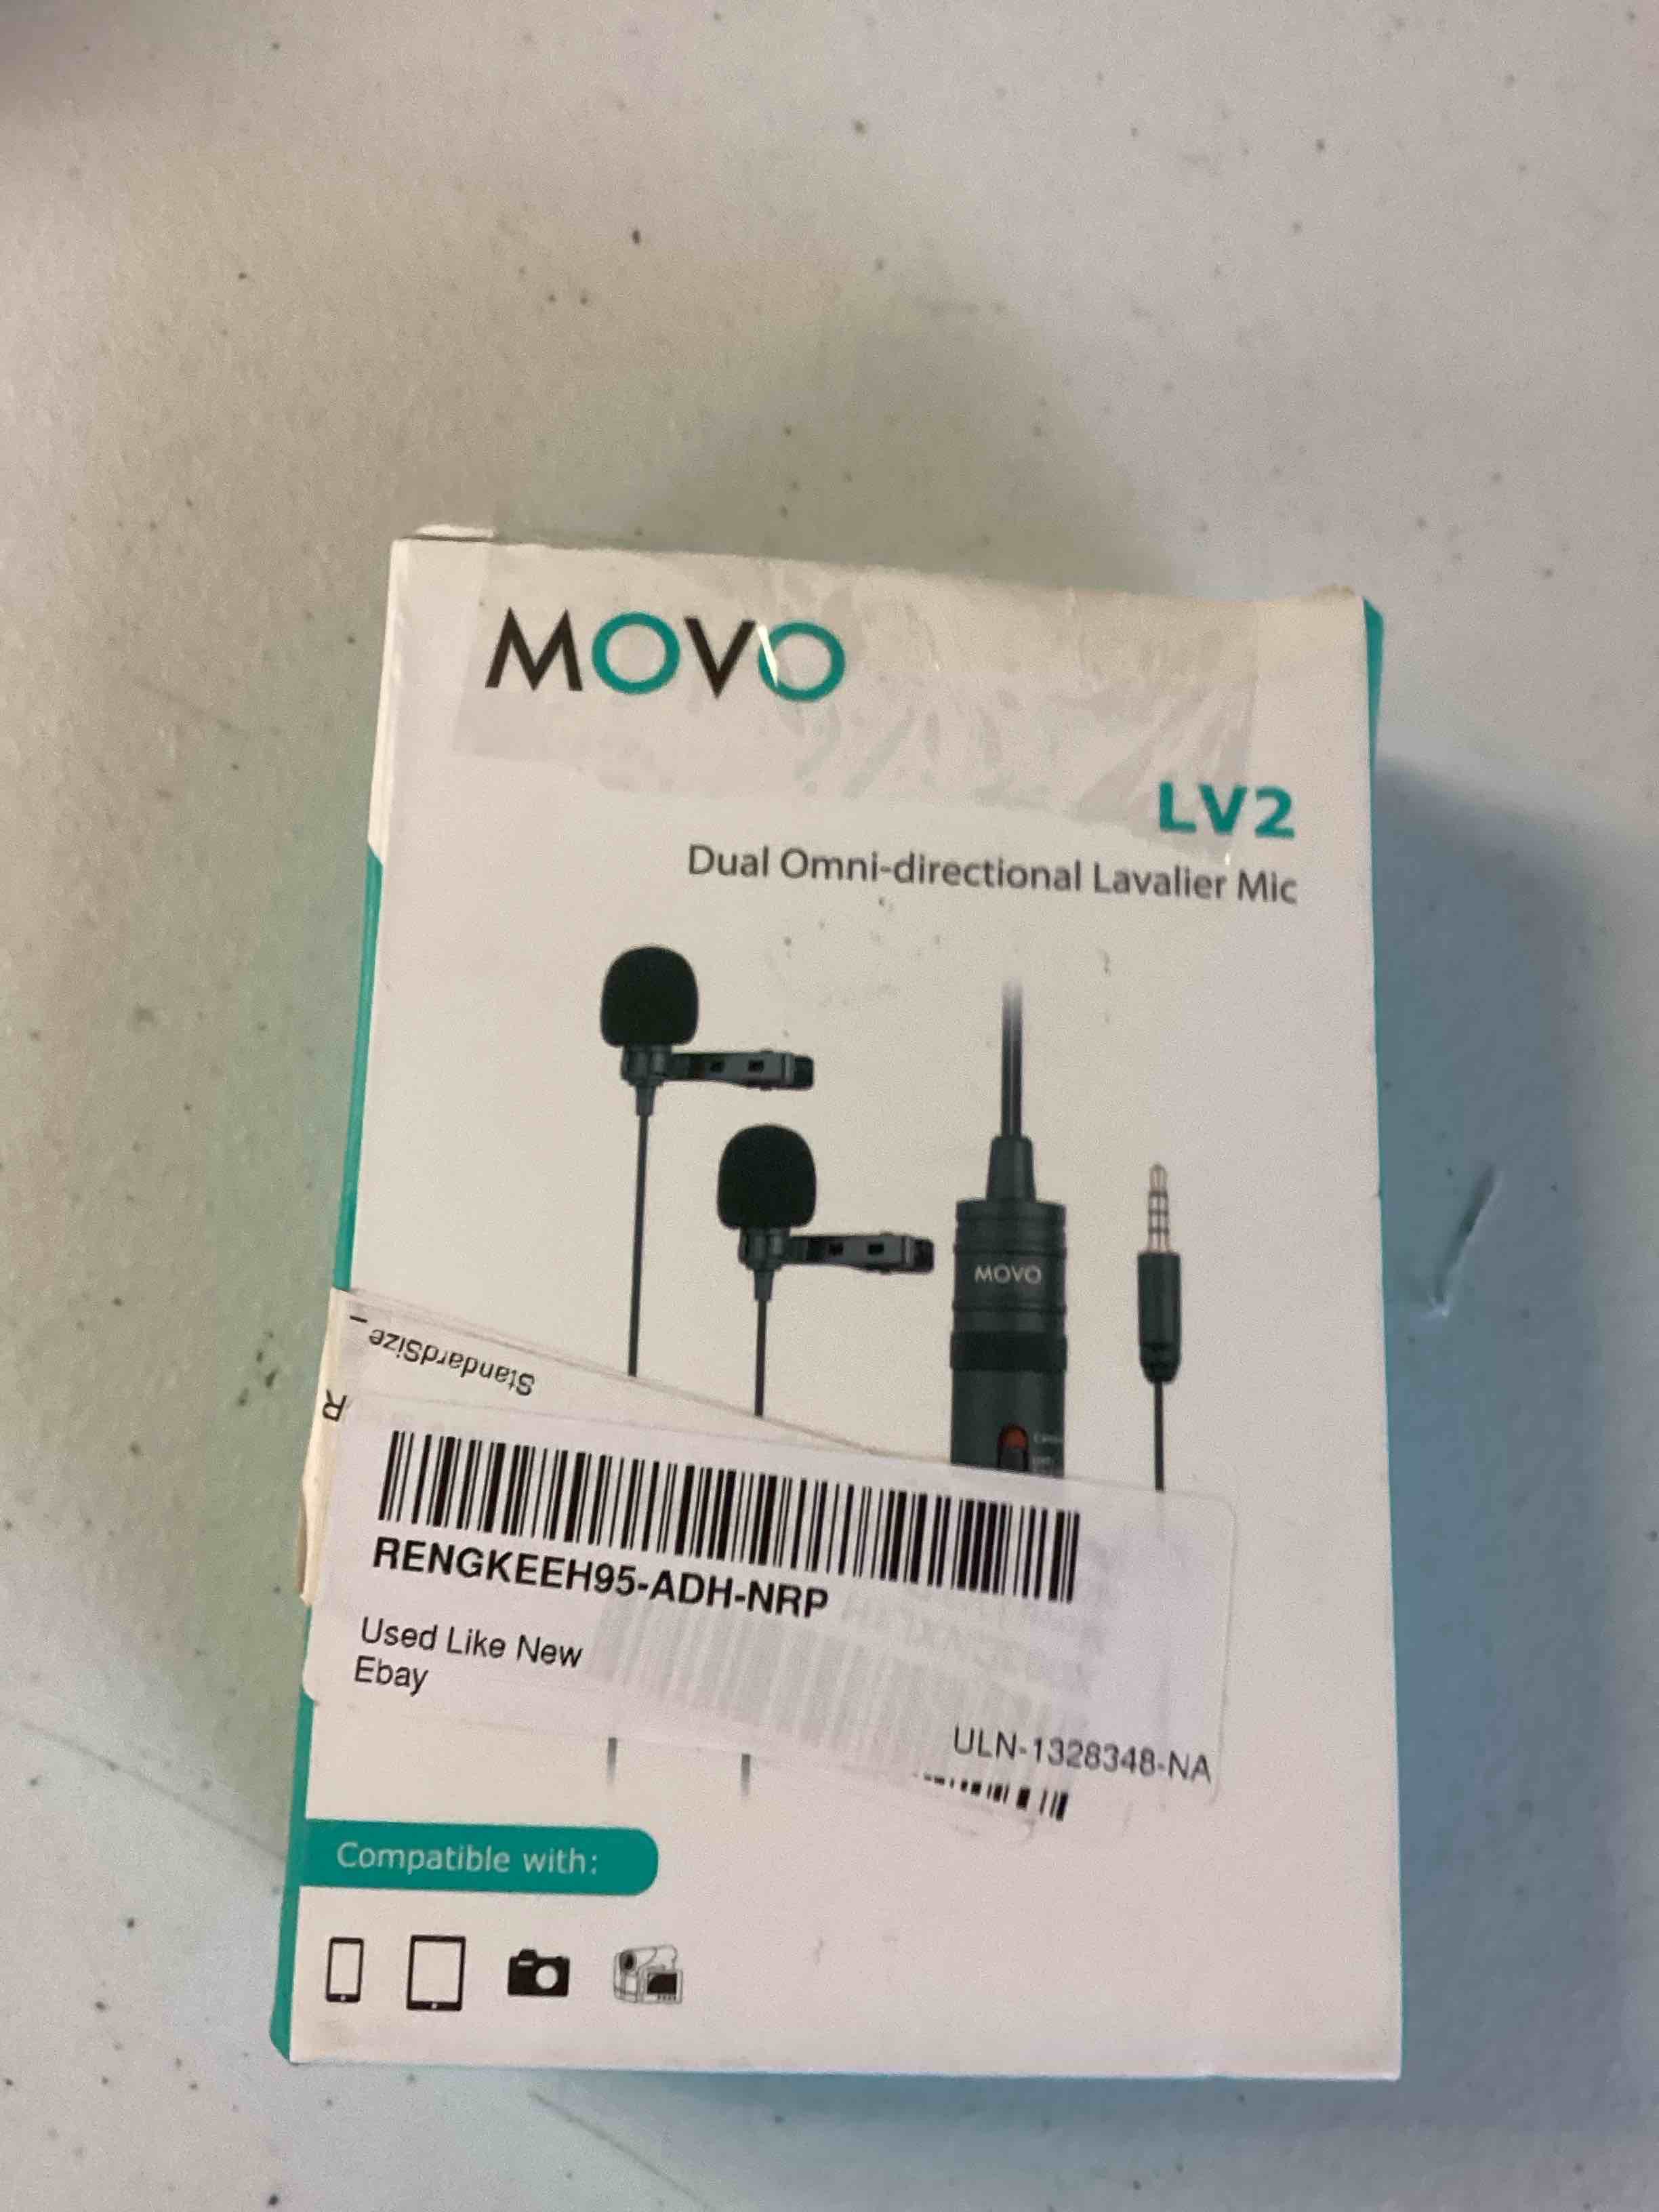 MOVO
LV2
Dual Omni-directional Lavalier Mic
MOVO
StandardSize_
R
RENGKEEH95-ADH-NRP
Used Like New
Ebay
ULN-1328348-NA
Compatible with: